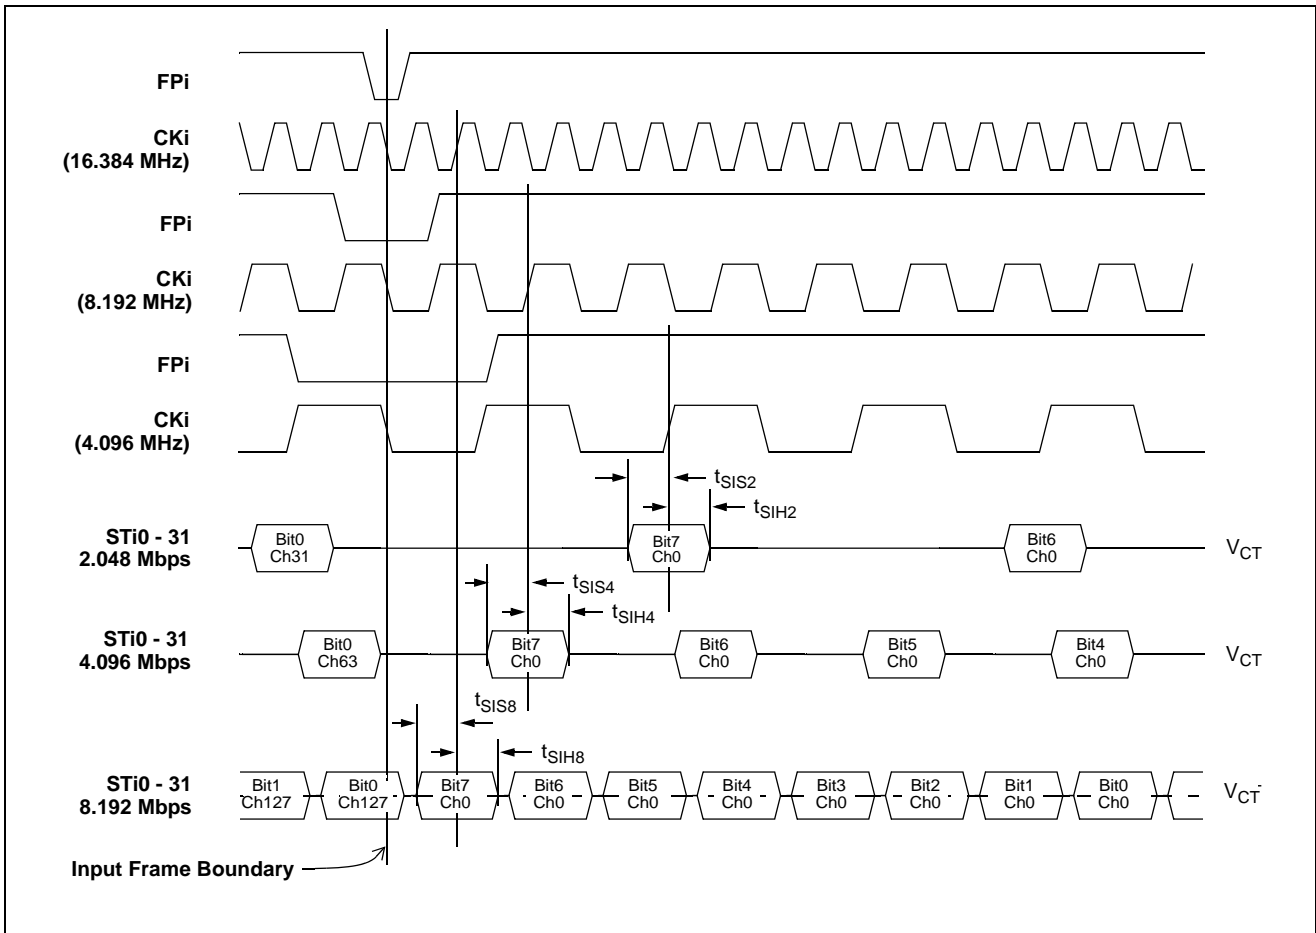 FPi
CKi
(16.384 MHz)
FPi
CKi
(8.192 MHz)
FPi
CKi
(4.096 MHz)
tSIS2
tSIH2
STi0 - 31
2.048 Mbps
Bit0
Ch31
Bit7
Ch0
Bit6
Ch0
VCT
tSIS4
tSIH4
STi0 - 31
4.096 Mbps
Bit0
Ch63
Bit7
Ch0
Bit6
Ch0
Bit5
Ch0
Bit4
Ch0
VCT
tSIS8
tSIH8
STi0 - 31
8.192 Mbps
Bit1
Ch127
Bit0
Ch127
Bit7
Ch0
Bit6
Ch0
Bit5
Ch0
Bit4
Ch0
Bit3
Ch0
Bit2
Ch0
Bit1
Ch0
Bit0
Ch0
VCT
Input Frame Boundary